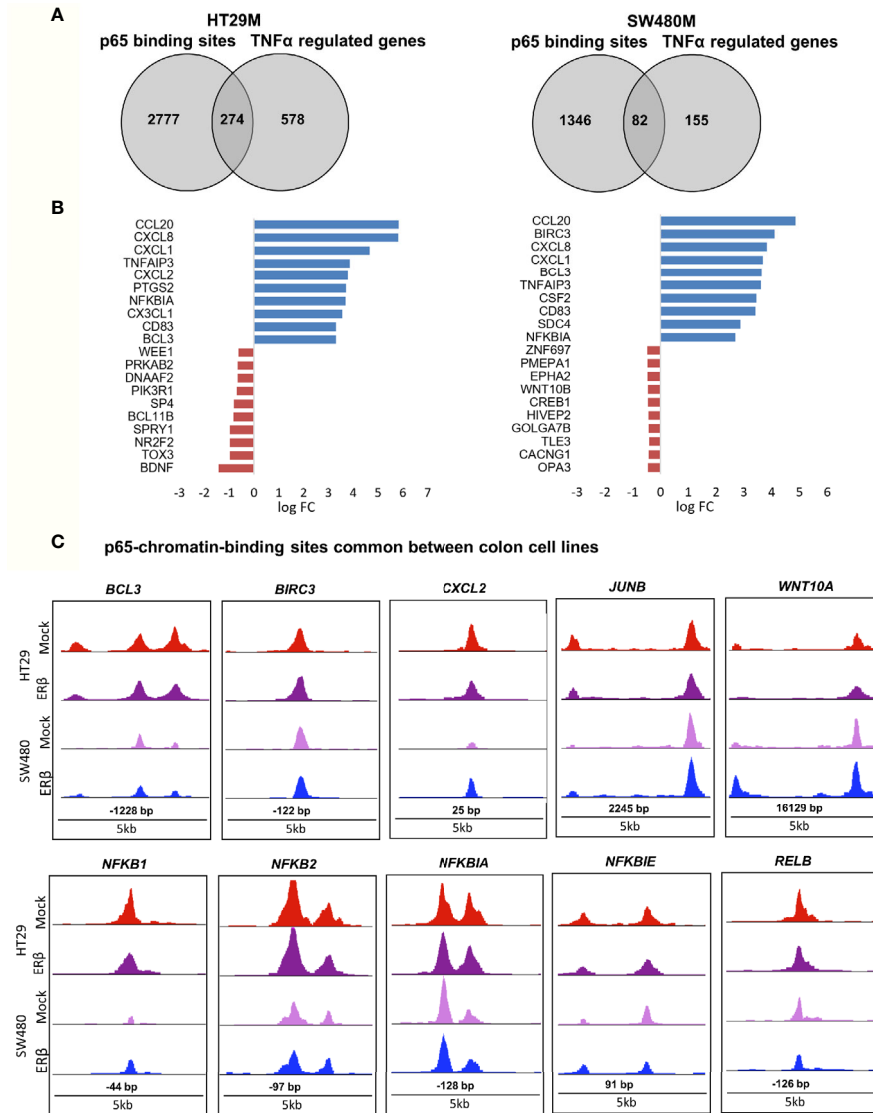 A
HT29M
p65 binding sites TNFα regulated genes
2777 274 578
SW480M
p65 binding sites TNFα regulated genes
1346 82 155
B
CCL20
CXCL8
CXCL1
TNFAIP3
CXCL2
PTGS2
NFKBIA
CX3CL1
CD83
BCL3
WEE1
PRKAB2
DNAAF2
PIK3R1
SP4
BCL11B
SPRY1
NR2F2
TOX3
BDNF
-3 -2 -1 0 1 2 3 4 5 6 7
log FC
CCL20
BIRC3
CXCL8
CXCL1
BCL3
TNFAIP3
CSF2
CD83
SDC4
NFKBIA
ZNF697
PMEPA1
EPHA2
WNT10B
CREB1
HIVEP2
GOLGA7B
TLE3
CACNG1
OPA3
-3 -2 -1 0 1 2 3 4 5 6
log FC
C p65-chromatin-binding sites common between colon cell lines
BCL3 BIRC3 CXCL2 JUNB WNT10A
HT29
Mock
ERβ
SW480
Mock
ERβ
-1228 bp -122 bp 25 bp 2245 bp 16129 bp
5kb 5kb 5kb 5kb 5kb
NFKB1 NFKB2 NFKBIA NFKBIE RELB
HT29
Mock
ERβ
SW480
Mock
ERβ
-44 bp -97 bp -128 bp 91 bp -126 bp
5kb 5kb 5kb 5kb 5kb